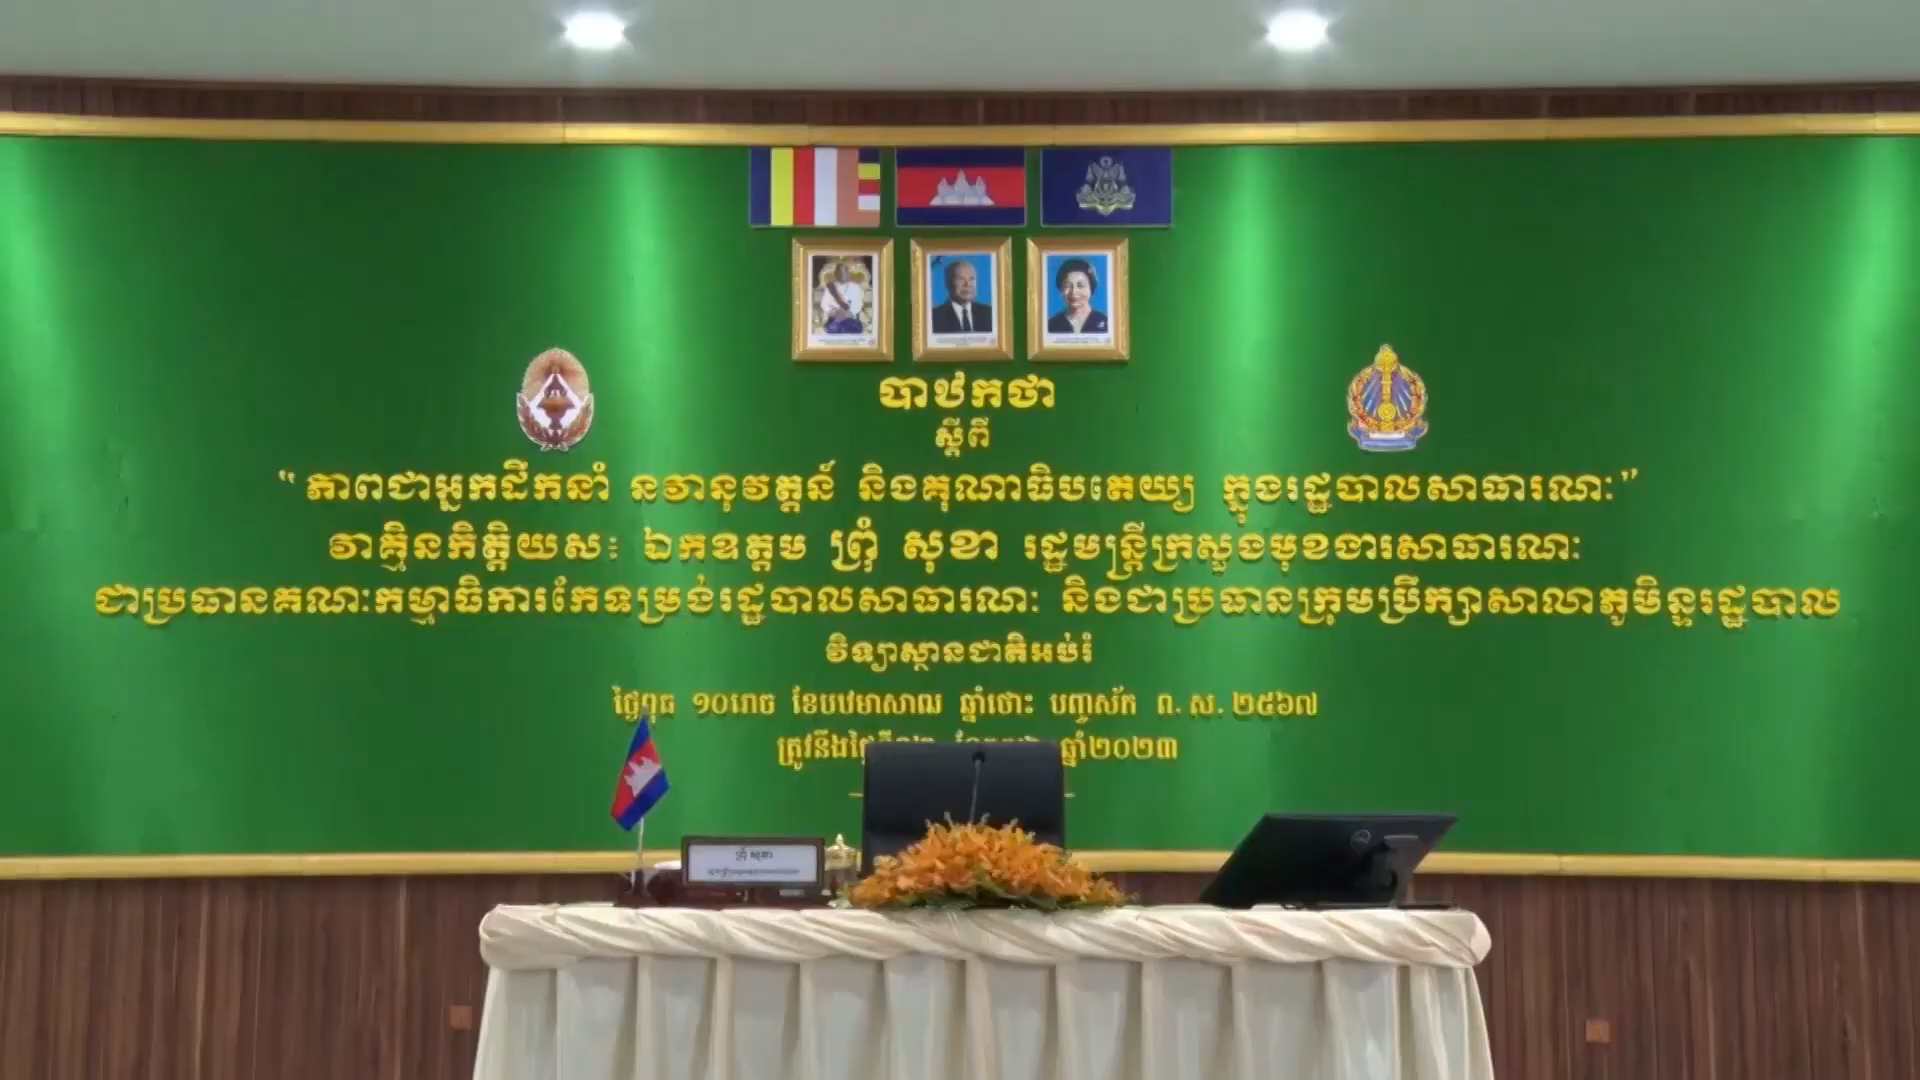 បាឋកថា
ស្តីពី
“ភាពជាអ្នកដឹកនាំ នវានុវត្តន៍ និងគុណាធិបតេយ្យ ក្នុងរដ្ឋបាលសាធារណៈ”
វាគ្មិនកិត្តិយស៖ ឯកឧត្តម ព្រុំ សុខា រដ្ឋមន្ត្រីក្រសួងមុខងារសាធារណៈ
ជាប្រធានគណៈកម្មាធិការកែទម្រង់រដ្ឋបាលសាធារណៈ និងជាប្រធានក្រុមប្រឹក្សាសាលាភូមិន្ទរដ្ឋបាល
វិទ្យាស្ថានជាតិអប់រំ
ថ្ងៃពុធ ១០រោច ខែបឋមាសាឍ ឆ្នាំថោះ បញ្ចស័ក ព.ស.២៥៦៧
ត្រូវនឹងថ្ងៃទី ឆ្នាំ២០២៣
ព្រុំ សុខា